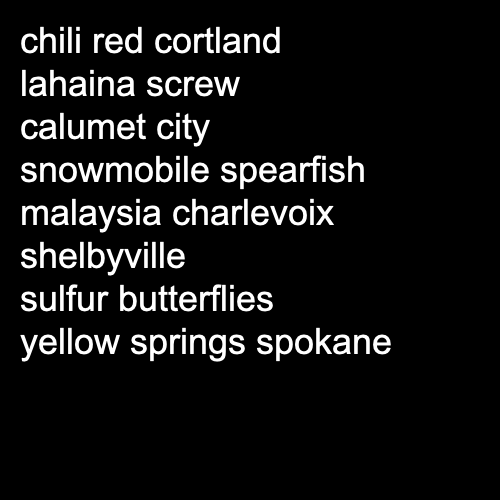 chili red cortland
lahaina screw
calumet city
snowmobile spearfish
malaysia charlevoix
shelbyville
sulfur butterflies
yellow springs spokane